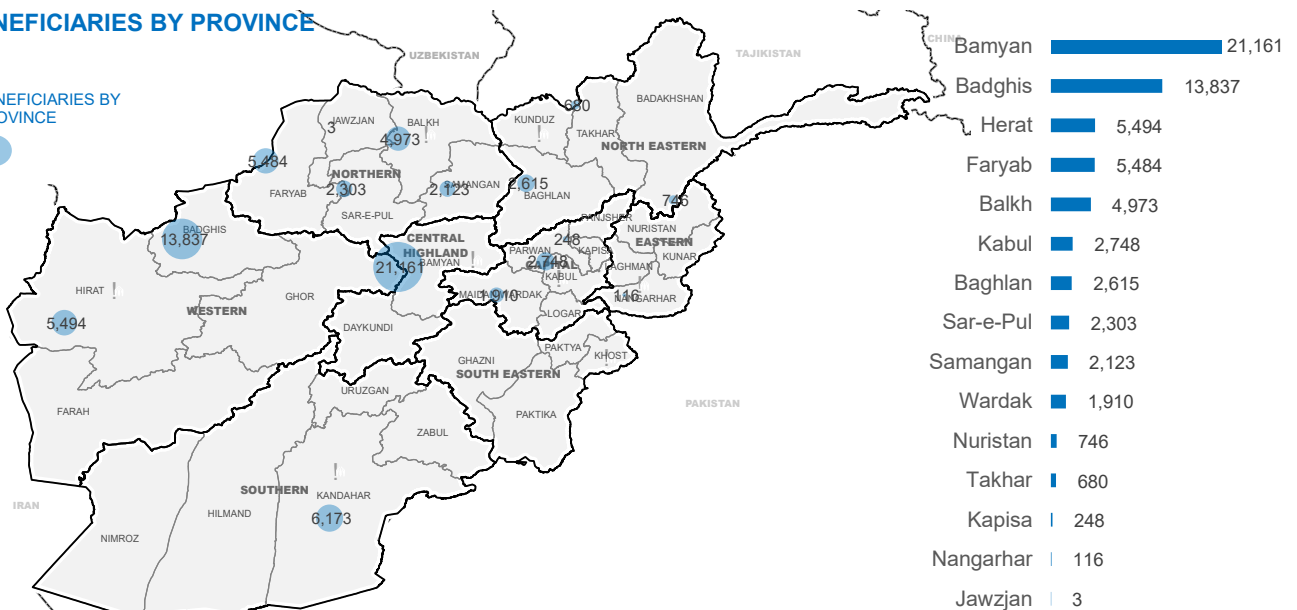 NEFICIARIES BY PROVINCE
NEFICIARIES BY
OVINCE
UZBEKISTAN
TAJIKISTAN
CHINA
PAKISTAN
IRAN
680
BADAKHSHAN
KUNDUZ
TAKHAR
NORTH EASTERN
3
JAWZJAN
BALKH
4,973
5,484
NORTHERN
FARYAB
2,303
2,123
SAMANGAN
2,615
BAGHLAN
SAR-E-PUL
746
PANJSHER
NURISTAN
EASTERN
KUNAR
BADGHIS
13,837
CENTRAL
HIGHLAND
BAMYAN
21,161
248
PARWAN
KAPISA
2,748
CAPITAL
KABUL
LAGHMAN
HIRAT
GHOR
WESTERN
MAIDAN WARDAK
1,910
116
NANGARHAR
LOGAR
5,494
DAYKUNDI
GHAZNI
PAKTYA
KHOST
SOUTH EASTERN
URUZGAN
FARAH
PAKTIKA
ZABUL
SOUTHERN
KANDAHAR
HILMAND
6,173
NIMROZ
Bamyan 21,161
Badghis 13,837
Herat 5,494
Faryab 5,484
Balkh 4,973
Kabul 2,748
Baghlan 2,615
Sar-e-Pul 2,303
Samangan 2,123
Wardak 1,910
Nuristan 746
Takhar 680
Kapisa 248
Nangarhar 116
Jawzjan 3